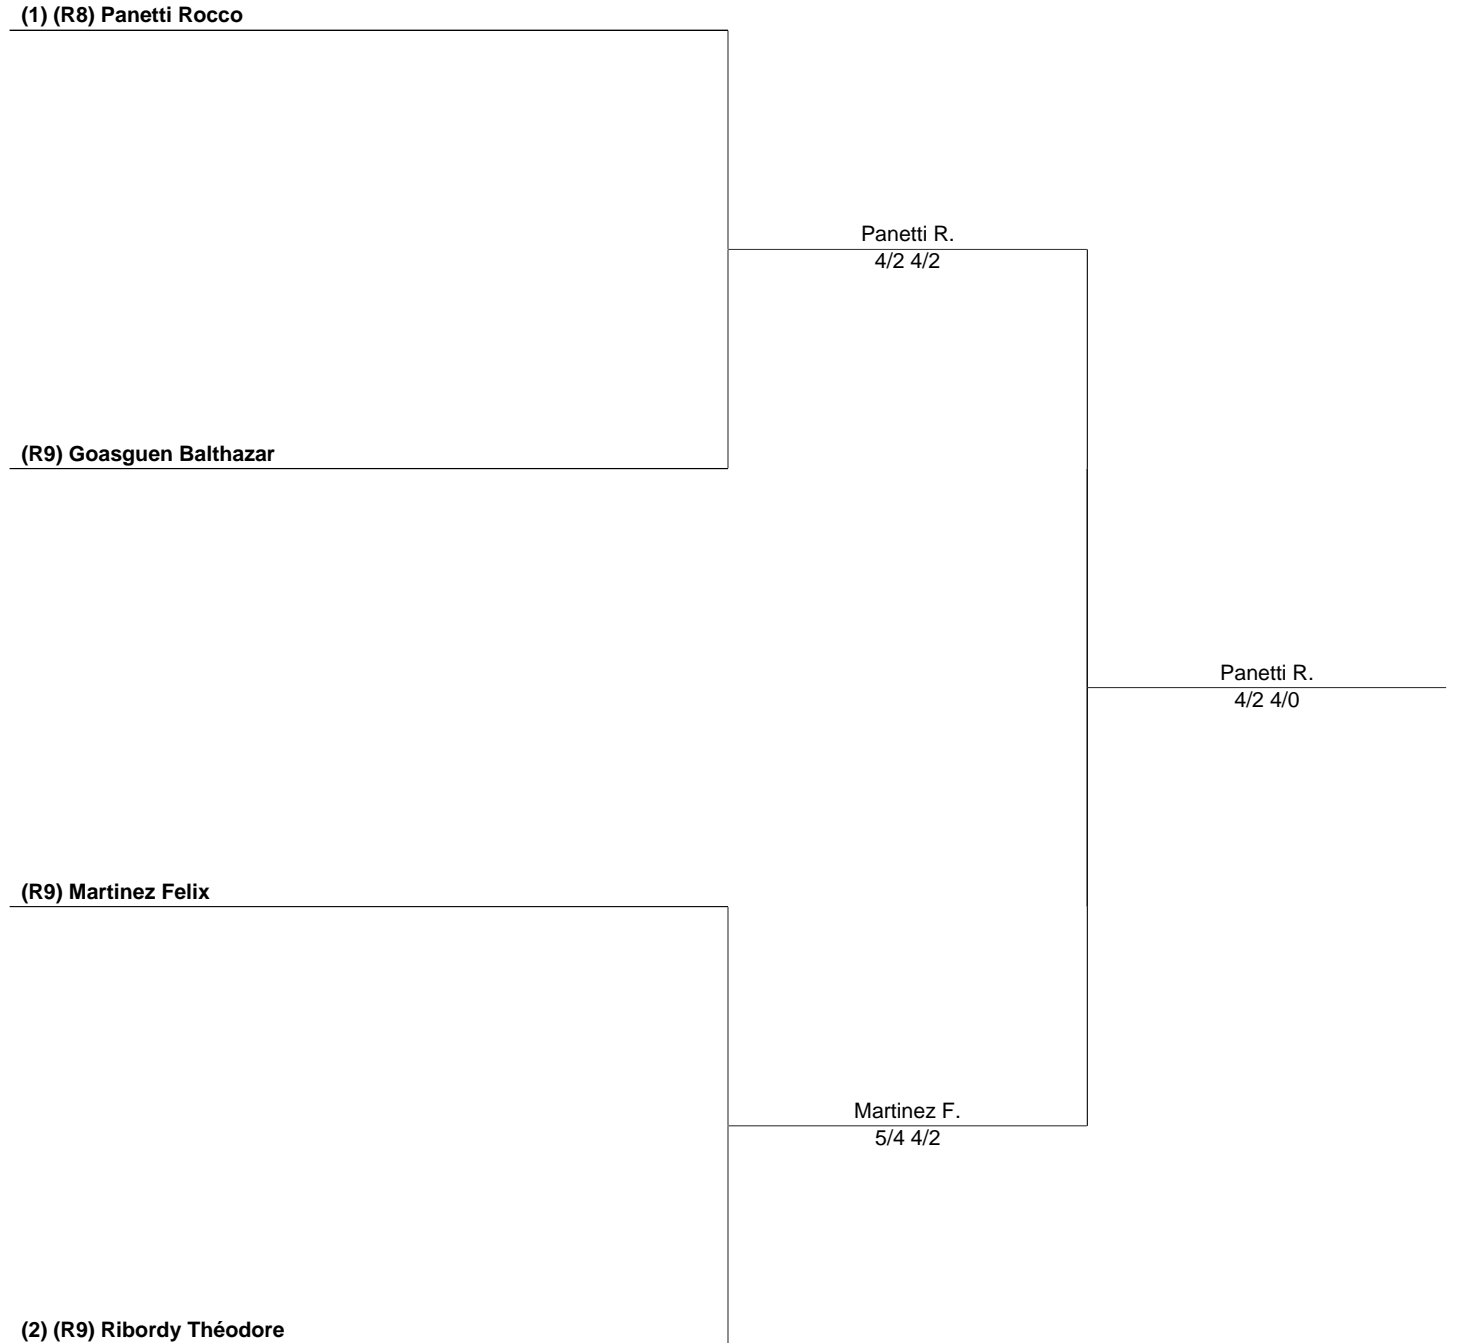 (1) (R8) Panetti Rocco
Panetti R.
4/2 4/2
(R9) Goasguen Balthazar
Panetti R.
4/2 4/0
(R9) Martinez Felix
Martinez F.
5/4 4/2
(2) (R9) Ribordy Théodore